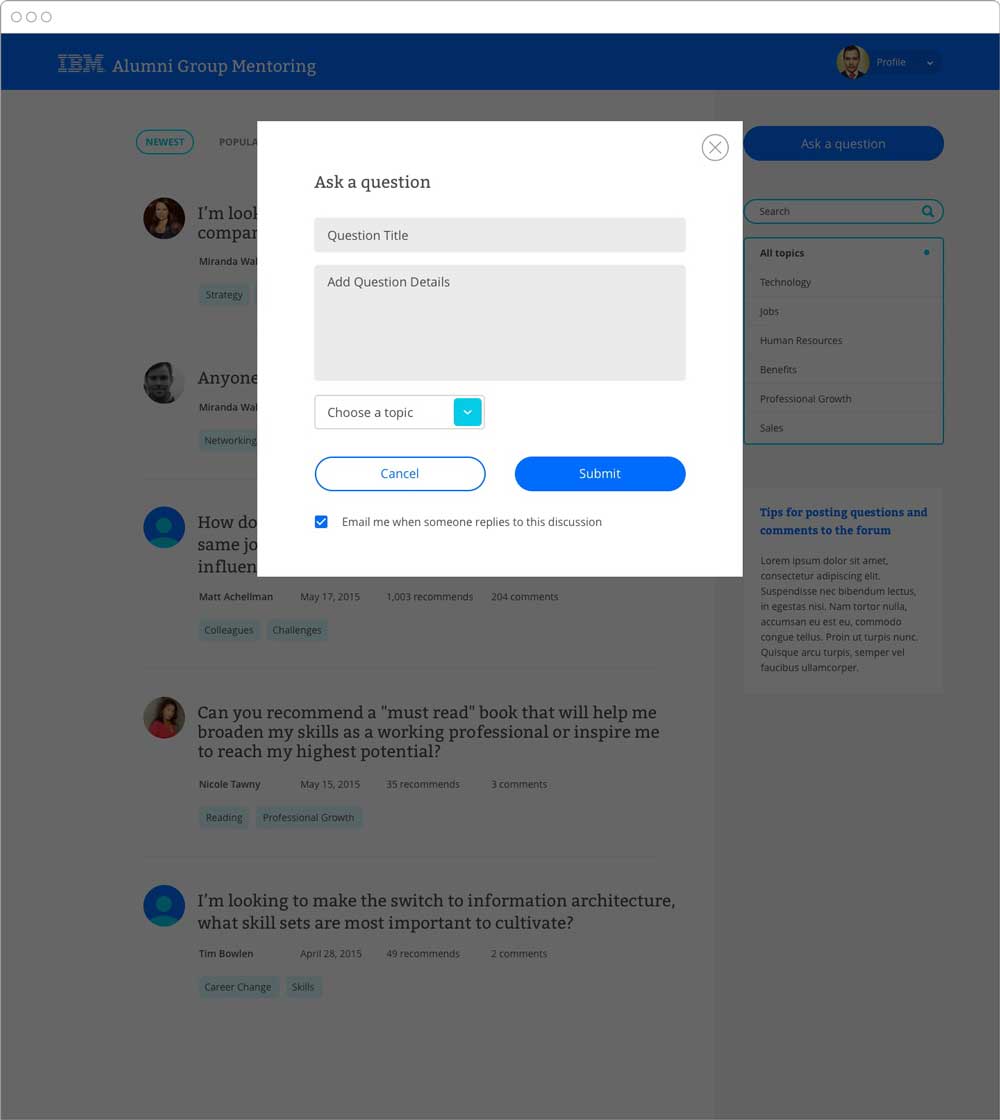 IBM Alumni Group Mentoring
Profile
NEWEST
Ask a question
I'm
Miranda
Strategy
Anyone
Miranda
Networking
How do
same
Ask a question
Question Title
Add Question Details
Choose a topic
Cancel
Submit
Email me when someone replies to this discussion
Matt Achellman May 17, 2015 1,003 recommends 204 comments
Colleagues Challenges
Can you recommend a "must read" book that will help me
broaden my skills as a working professional or inspire me
to reach my highest potential?
Nicole Tawny May 15, 2015 35 recommends 3 comments
Reading Professional Growth
I'm looking to make the switch to information architecture,
what skill sets are most important to cultivate?
Tim Bowlen April 28, 2015 49 recommends 2 comments
Career Change Skills
Search
All topics
Technology
Jobs
Human Resources
Benefits
Professional Growth
Sales
Tips for posting questions and
comments to the forum
Lorem ipsum dolor sit amet,
consectetur adipiscing elit.
Suspendisse nec bibendum lectus,
in egestas nisi. Nam tortor nulla,
accumsan eu est eu, commodo
congue tellus. Proin ut turpis nunc.
Quisque arcu turpis, semper vel
faucibus ullamcorper.